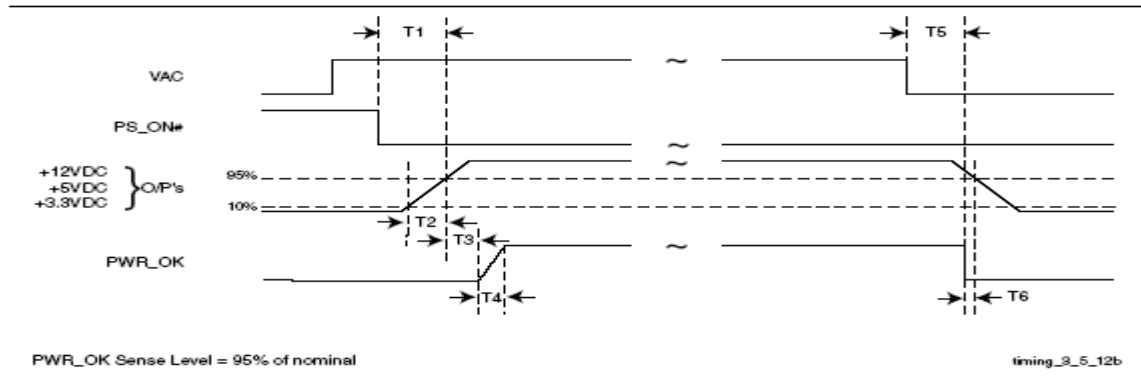 T1
T5
VAC
PS_ON#
+12VDC
+5VDC
+3.3VDC
} O/P's
95%
10%
T2
T3
PWR_OK
T4
T6
PWR_OK Sense Level = 95% of nominal
timing_3_5_12b